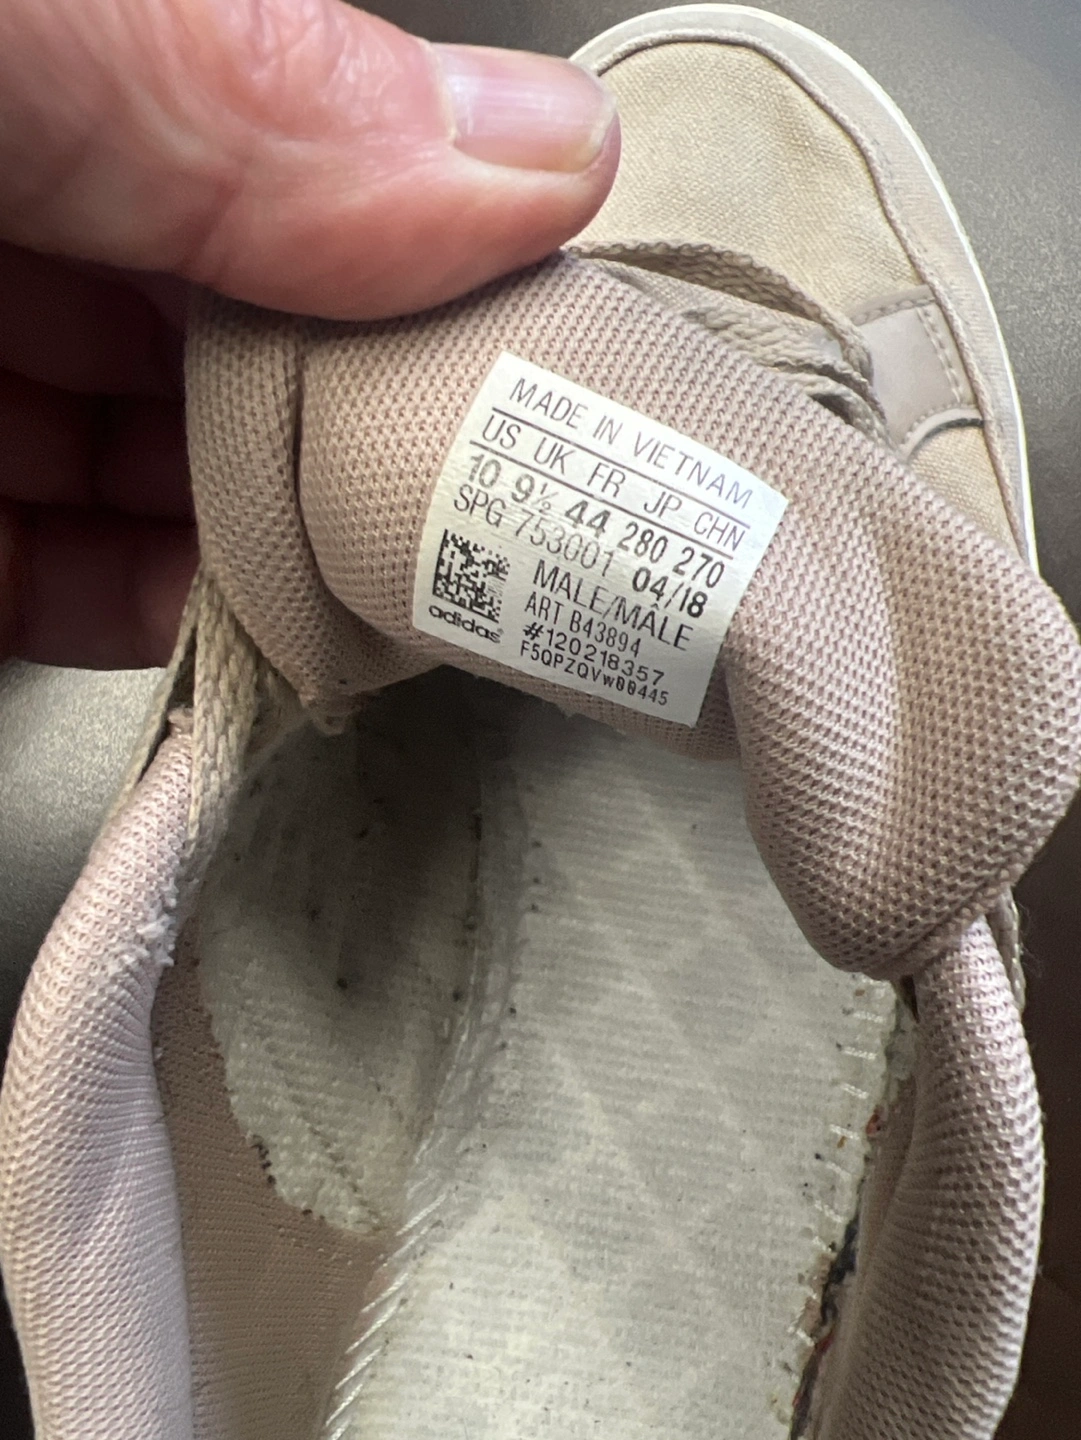 MADE IN VIETNAM
US UK FR JP CHN
10 9½ 44 280 270
SPG 753001 04/18
MALE/MÂLE
ART B43894
#120218357
F5QPZQVwBB445
adidas